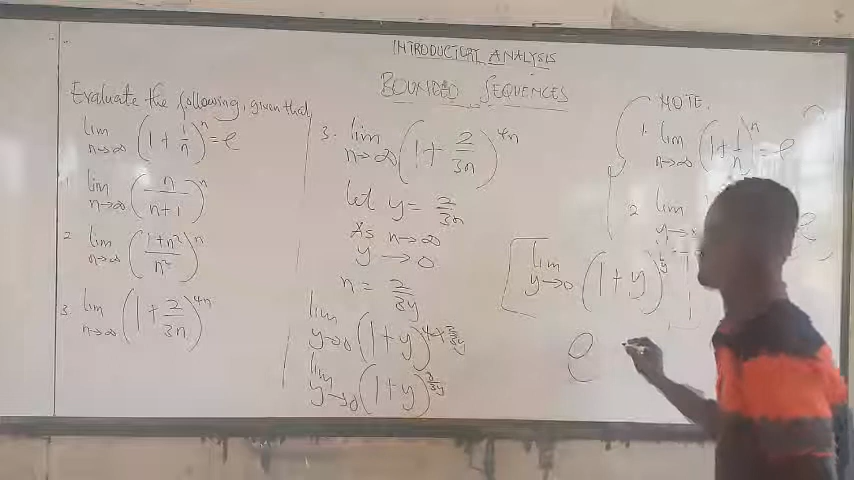 INTRODUCTORY ANALYSIS
BOUNDED SEQUENCES
Evaluate the following, given that
lim n→∞ (1 + 1/n)^n = e
1. lim n→∞ (n/(n+1))^n
2. lim n→∞ ((1+n²)/n²)^n
3. lim n→∞ (1 + 2/3n)^4n
3. lim n→∞ (1 + 2/3n)^4n
let y = 2/3n
As n→∞
y → 0
n = 2/3y
lim y→0 (1+y)^4×2/3y
lim y→0 (1+y)^8/3y
NOTE.
1. lim n→∞ (1 + 1/n)^n = e
2. lim
e
lim y→0 (1+y)^1/y
e